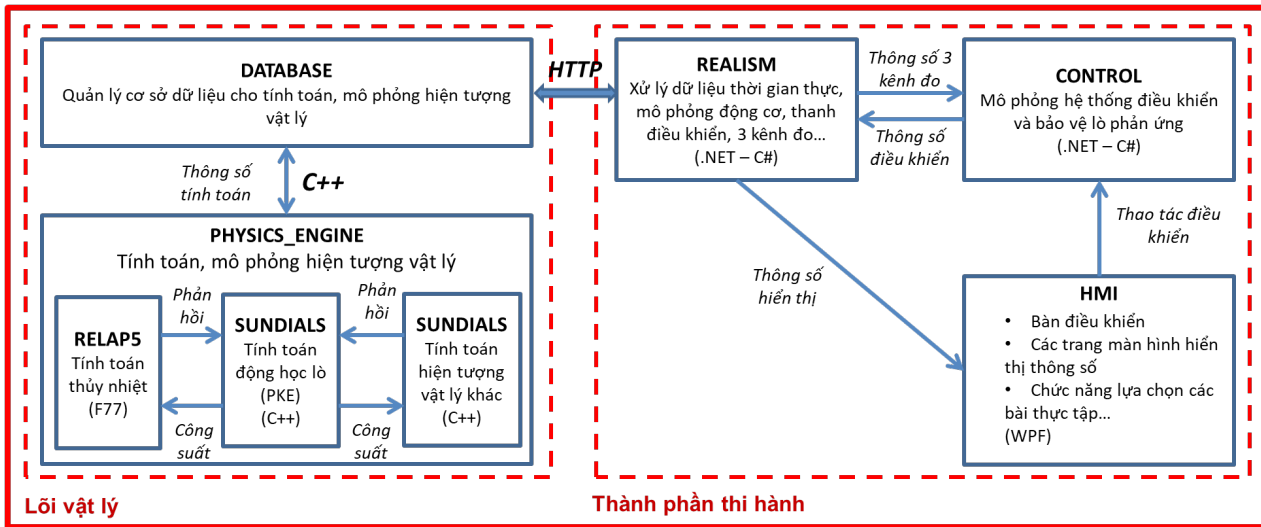 DATABASE
Quản lý cơ sở dữ liệu cho tính toán, mô phỏng hiện tượng
vật lý
Thông số
tính toán
C++
PHYSICS_ENGINE
Tính toán, mô phỏng hiện tượng vật lý
Phản
hồi
Phản
hồi
RELAP5
Tính toán
thủy nhiệt
(F77)
SUNDIALS
Tính toán
động học lò
(PKE)
(C++)
SUNDIALS
Tính toán
hiện tượng
vật lý khác
(C++)
Công
suất
Công
suất
Lõi vật lý
HTTP
REALISM
Xử lý dữ liệu thời gian thực,
mô phỏng động cơ, thanh
điều khiển, 3 kênh đo...
(.NET – C#)
Thông số 3
kênh đo
Thông số
điều khiển
CONTROL
Mô phỏng hệ thống điều khiển
và bảo vệ lò phản ứng
(.NET – C#)
Thao tác điều
khiển
Thông số
hiển thị
HMI
• Bàn điều khiển
• Các trang màn hình hiển
thị thông số
• Chức năng lựa chọn các
bài thực tập...
(WPF)
Thành phần thi hành